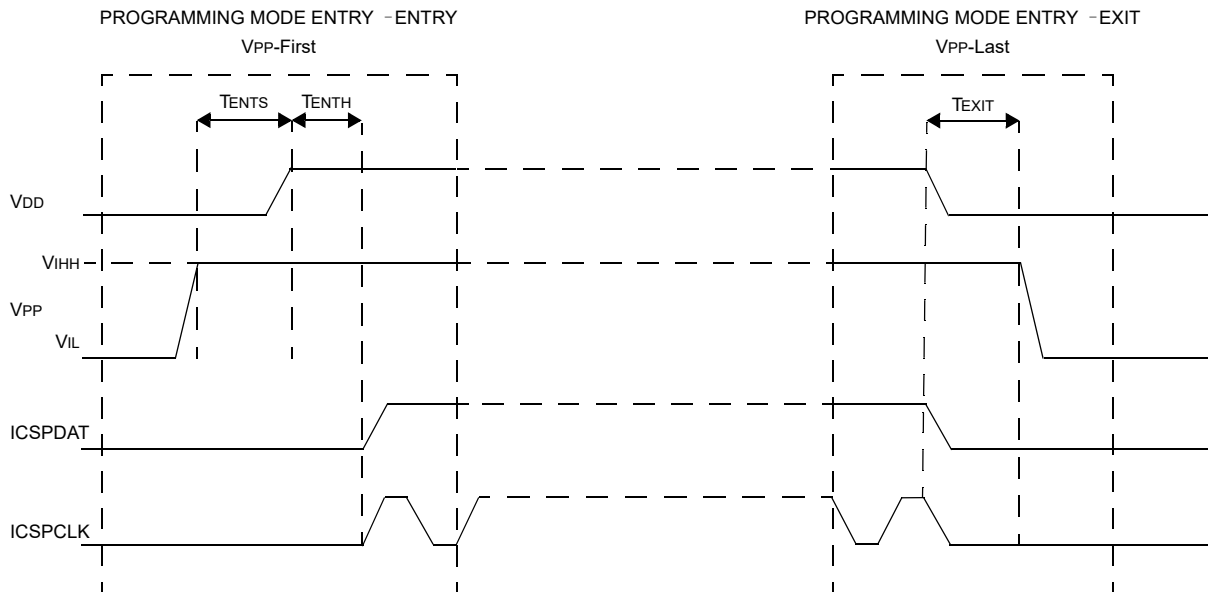 PROGRAMMING MODE ENTRY - ENTRY
VPP-First
PROGRAMMING MODE ENTRY - EXIT
VPP-Last
TENTS
TENTH
TEXIT
VDD
VIHH
VPP
VIL
ICSPDAT
ICSPCLK